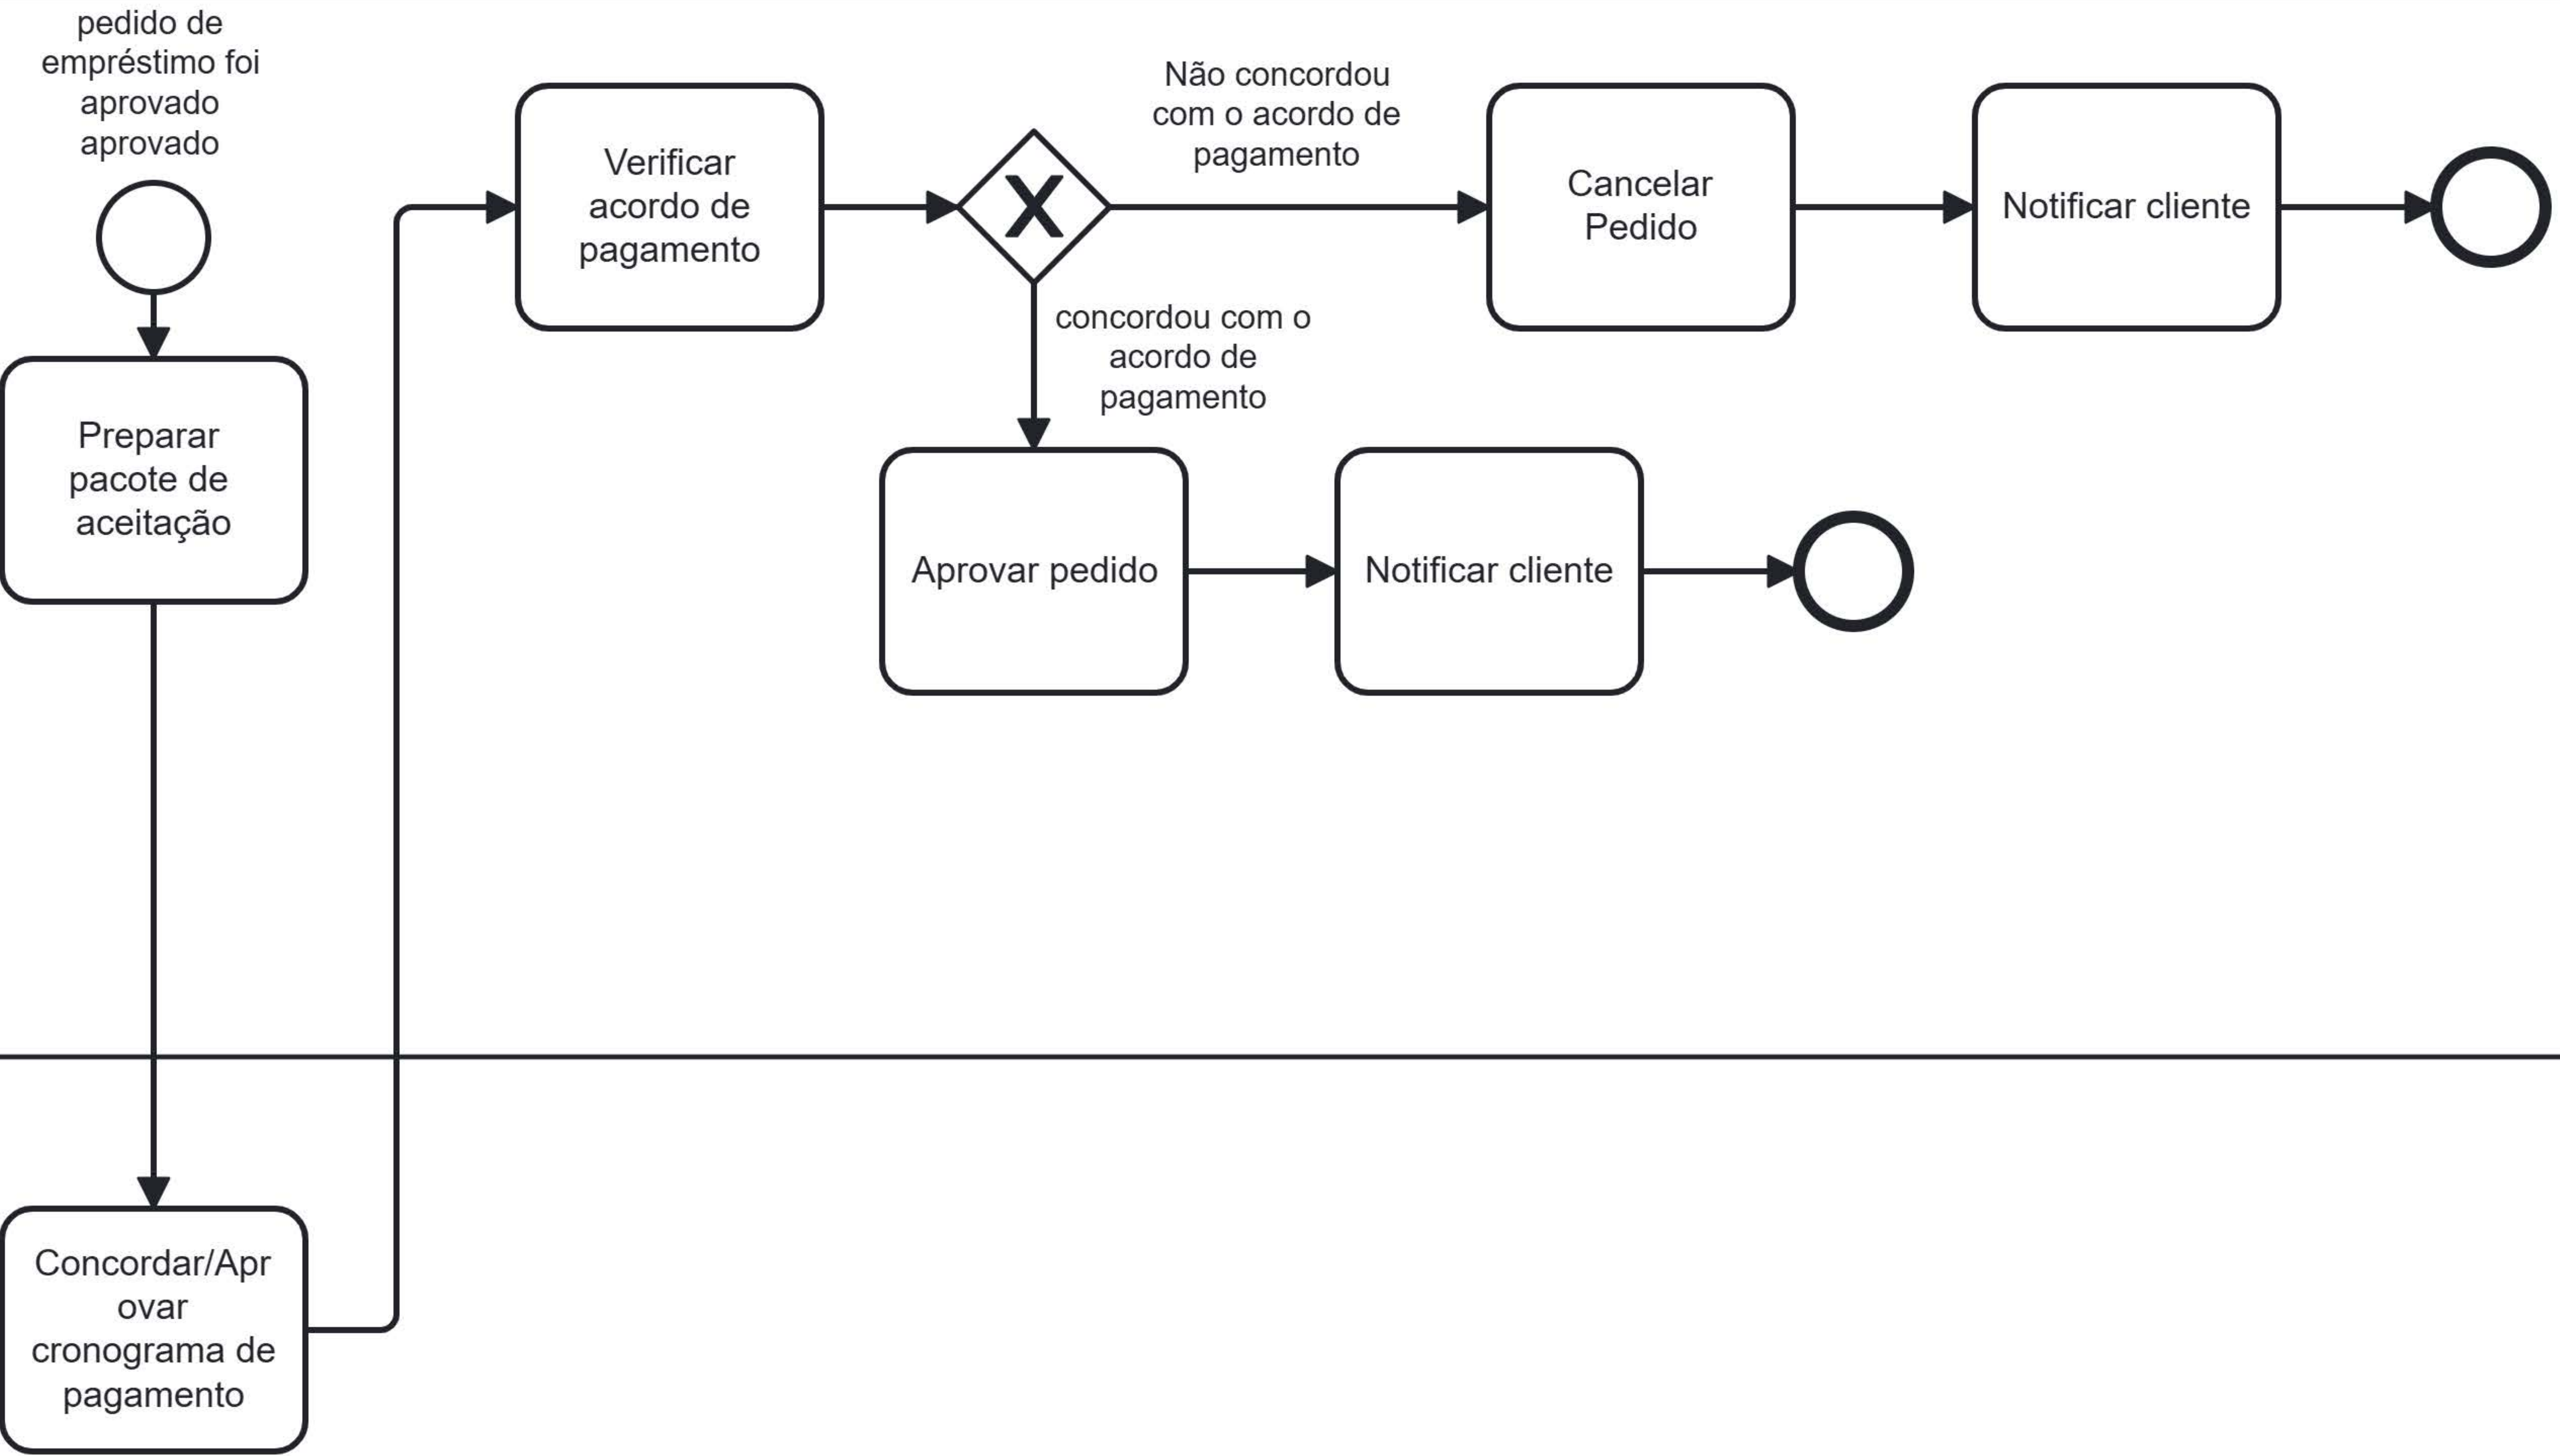 pedido de
empréstimo foi
aprovado
aprovado
Preparar
pacote de
aceitação
Concordar/Apr
ovar
cronograma de
pagamento
Verificar
acordo de
pagamento
X
Não concordou
com o acordo de
pagamento
Cancelar
Pedido
Notificar cliente
concordou com o
acordo de
pagamento
Aprovar pedido
Notificar cliente